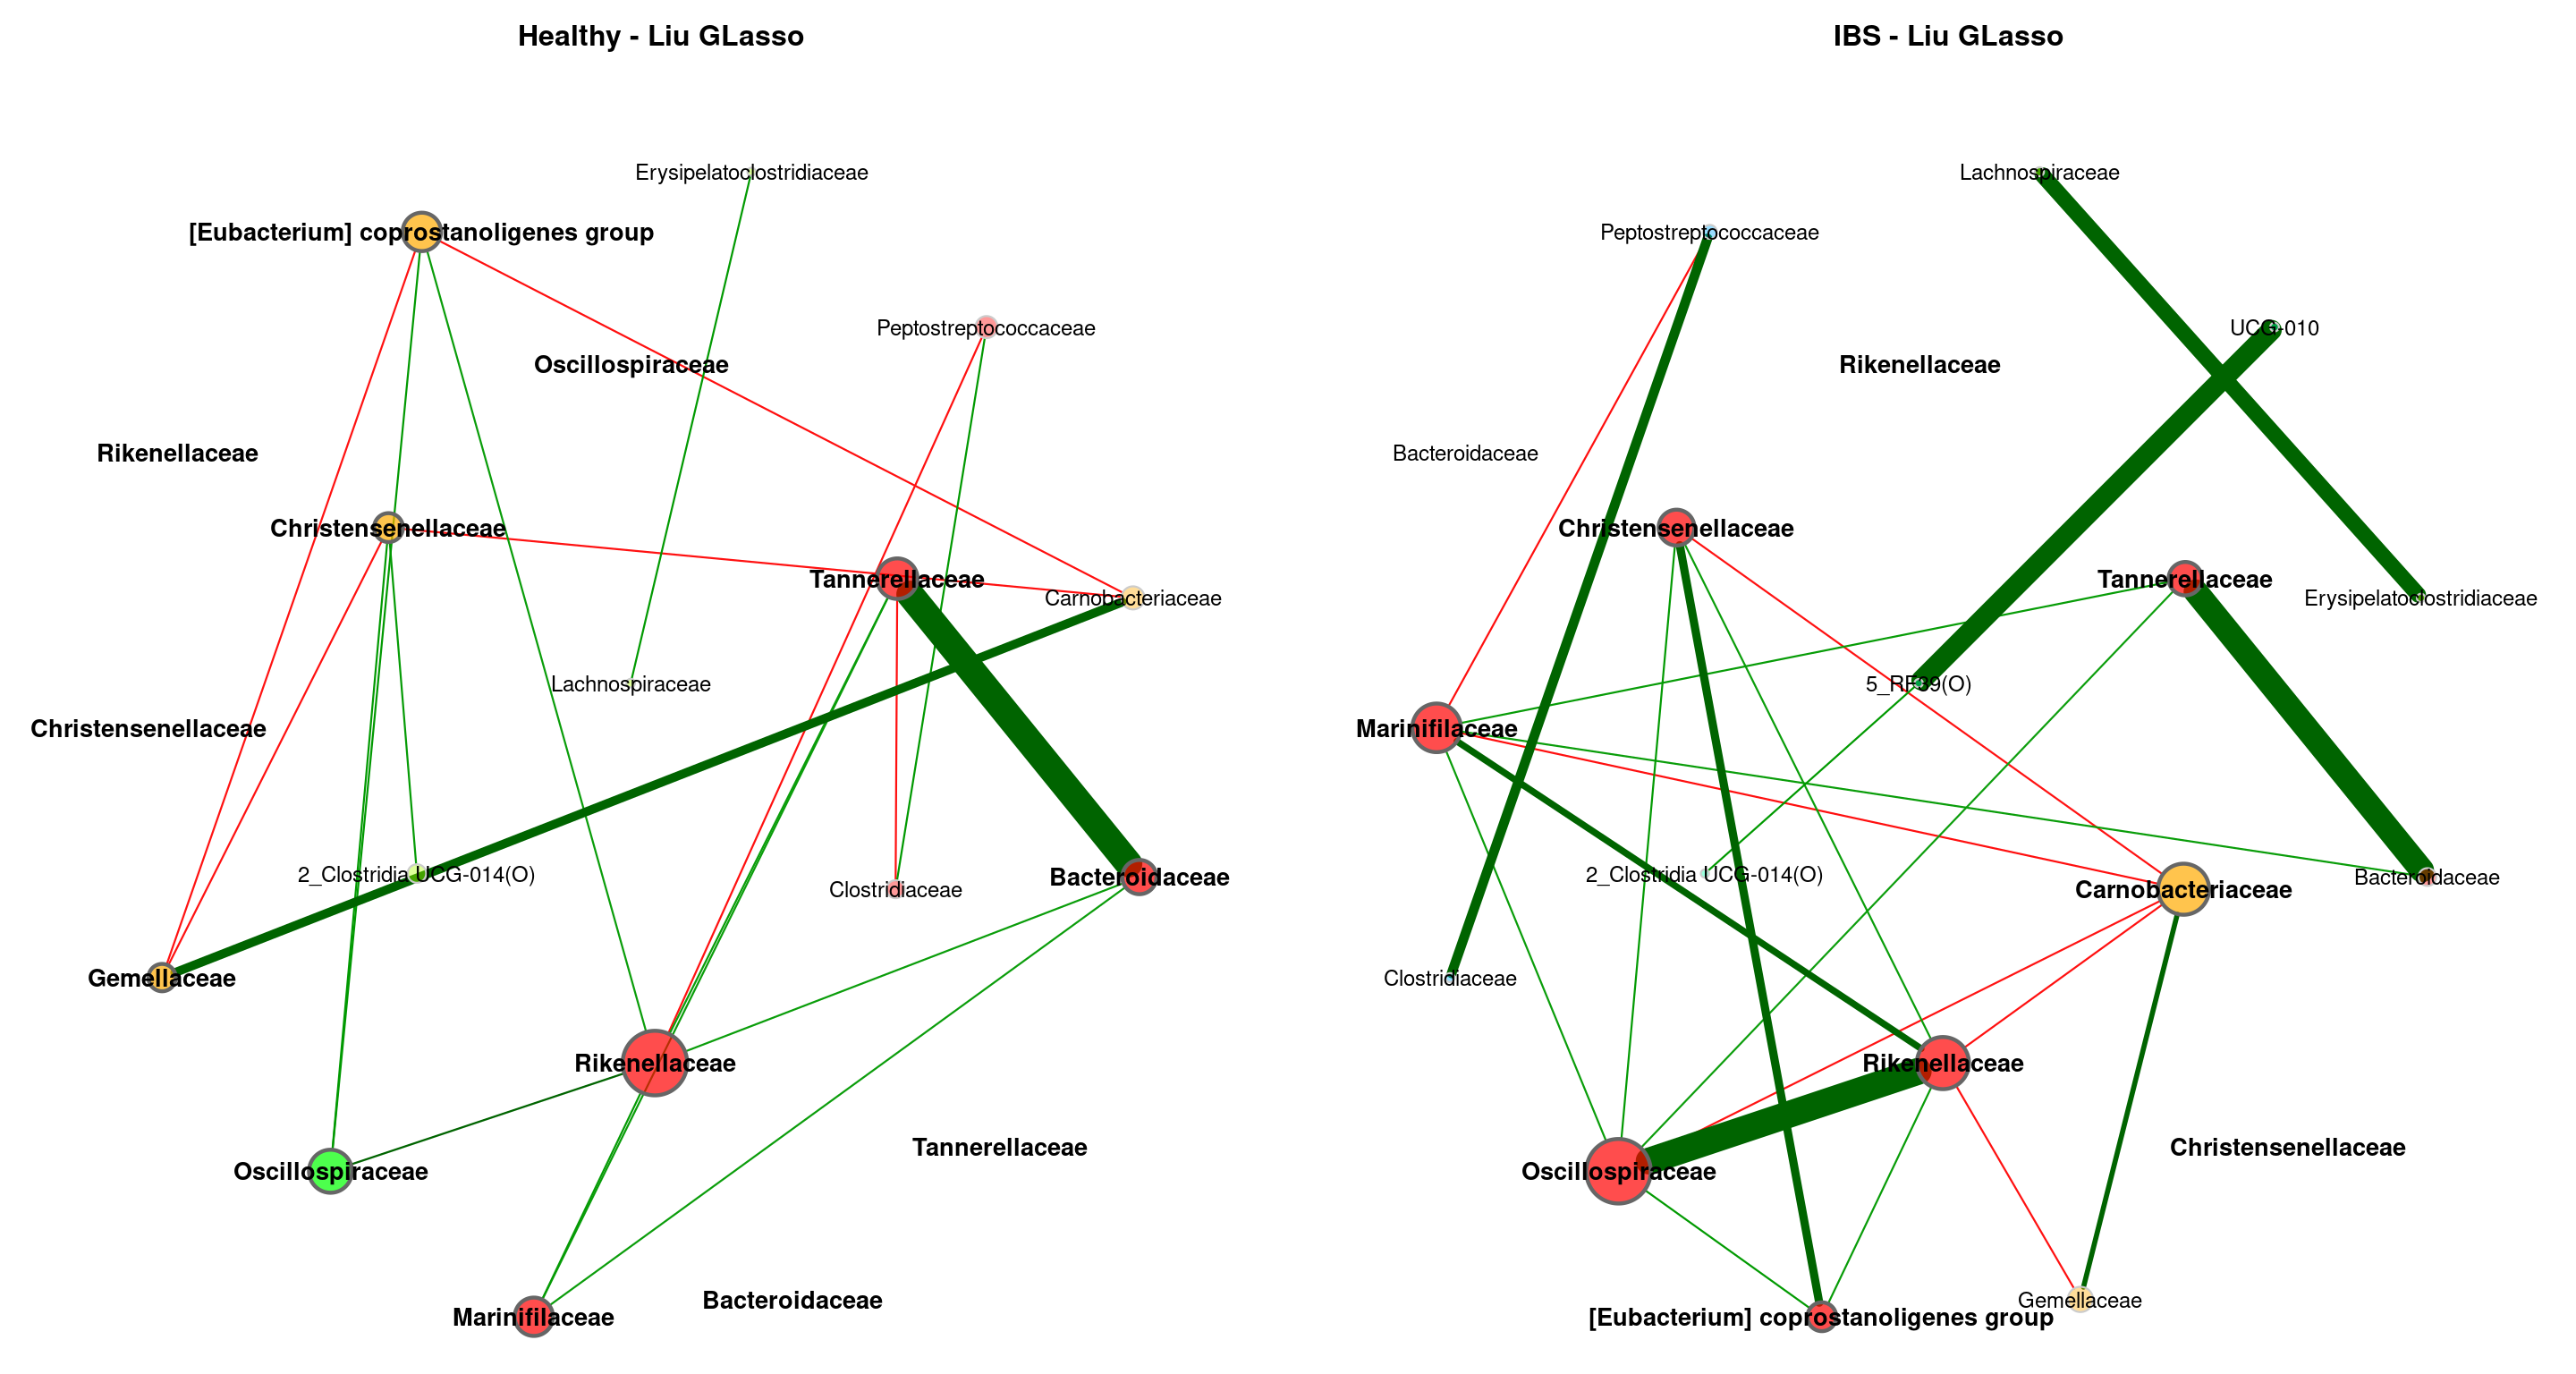 Healthy - Liu GLasso
Erysipelatoclostridiaceae
[Eubacterium] coprostanoligenes group
Peptostreptococcaceae
Oscillospiraceae
Rikenellaceae
Christensenellaceae
Tannerellaceae
Carnobacteriaceae
Lachnospiraceae
Christensenellaceae
2_Clostridia UCG-014(O)
Clostridiaceae
Bacteroidaceae
Gemellaceae
Rikenellaceae
Tannerellaceae
Oscillospiraceae
Bacteroidaceae
Marinifilaceae
IBS - Liu GLasso
Lachnospiraceae
Peptostreptococcaceae
UCG-010
Rikenellaceae
Bacteroidaceae
Christensenellaceae
Tannerellaceae
Erysipelatoclostridiaceae
5_RF39(O)
Marinifilaceae
2_Clostridia UCG-014(O)
Bacteroidaceae
Carnobacteriaceae
Clostridiaceae
Rikenellaceae
Christensenellaceae
Oscillospiraceae
Gemellaceae
[Eubacterium] coprostanoligenes group